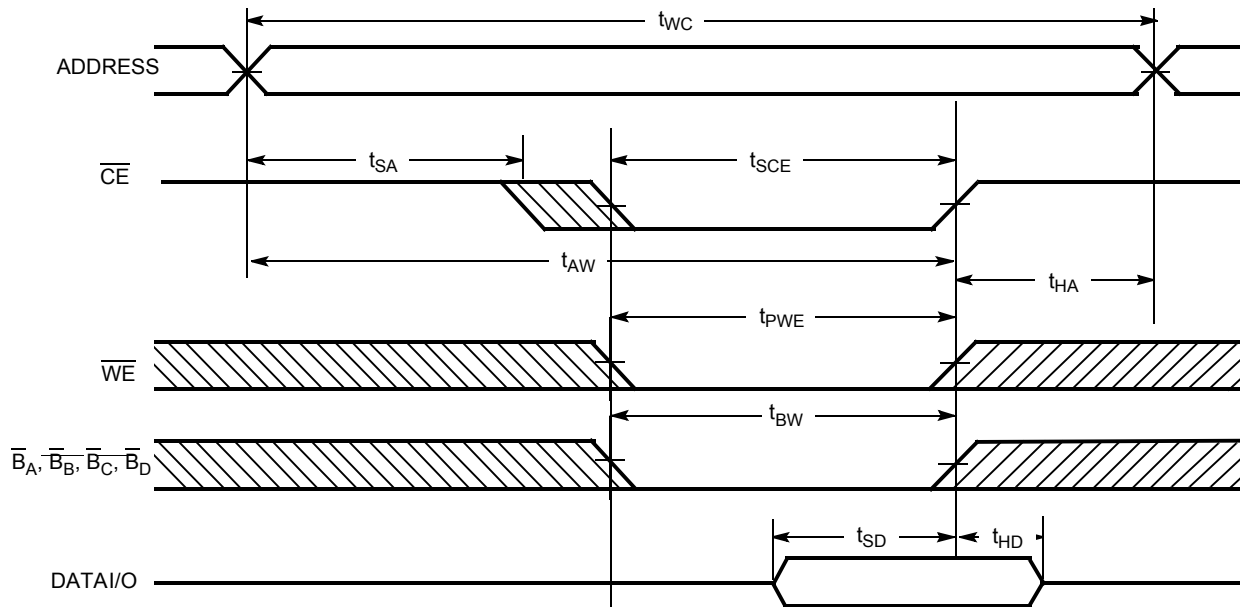 tWC
ADDRESS
tSA
tSCE
CE
tAW
tHA
tPWE
WE
tBW
BA, BB, BC, BD
tSD
tHD
DATAI/O